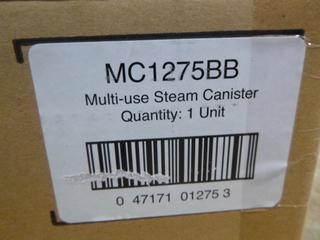 MC1275BB
Multi-use Steam Canister
Quantity: 1 Unit
0 47171 01275 3